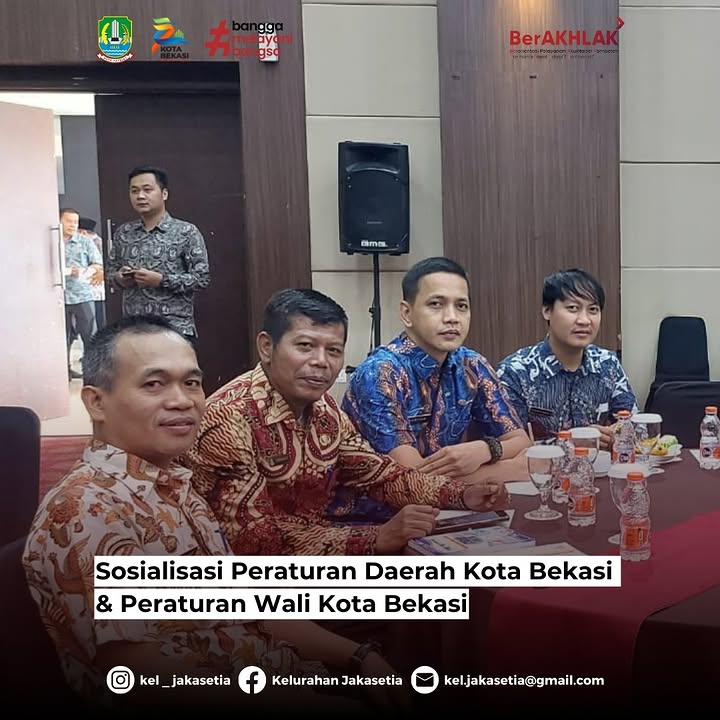 KOTA
BEKASI
#bangga
melayani
bangsa
BerAKHLAK
Sosialisasi Peraturan Daerah Kota Bekasi
& Peraturan Wali Kota Bekasi
kel_jakasetia
Kelurahan Jakasetia
kel.jakasetia@gmail.com